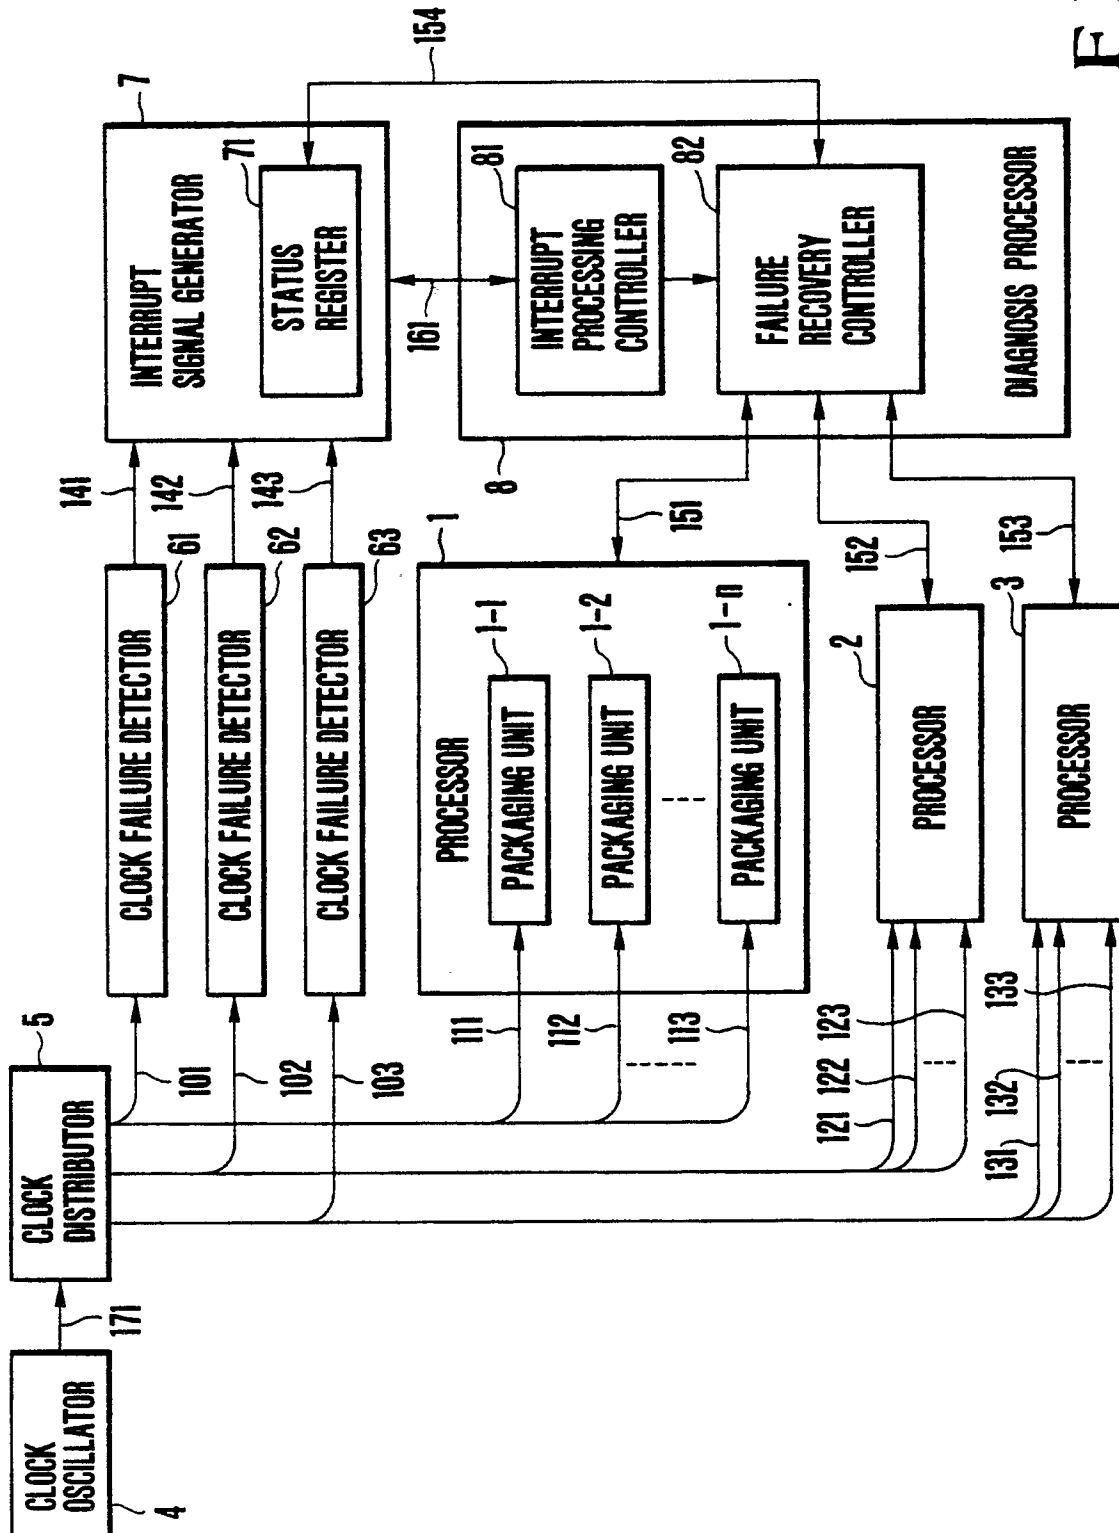 CLOCK
OSCILLATOR
4
171
CLOCK
DISTRIBUTOR
5
101
102
103
CLOCK FAILURE DETECTOR
61
CLOCK FAILURE DETECTOR
62
CLOCK FAILURE DETECTOR
63
141
142
143
INTERRUPT
SIGNAL GENERATOR
7
STATUS
REGISTER
71
154
161
INTERRUPT
PROCESSING
CONTROLLER
81
FAILURE
RECOVERY
CONTROLLER
82
DIAGNOSIS PROCESSOR
8
151
152
153
PROCESSOR
1
PACKAGING UNIT
1-1
PACKAGING UNIT
1-2
PACKAGING UNIT
1-n
111
112
113
PROCESSOR
2
121
122
123
PROCESSOR
3
131
132
133